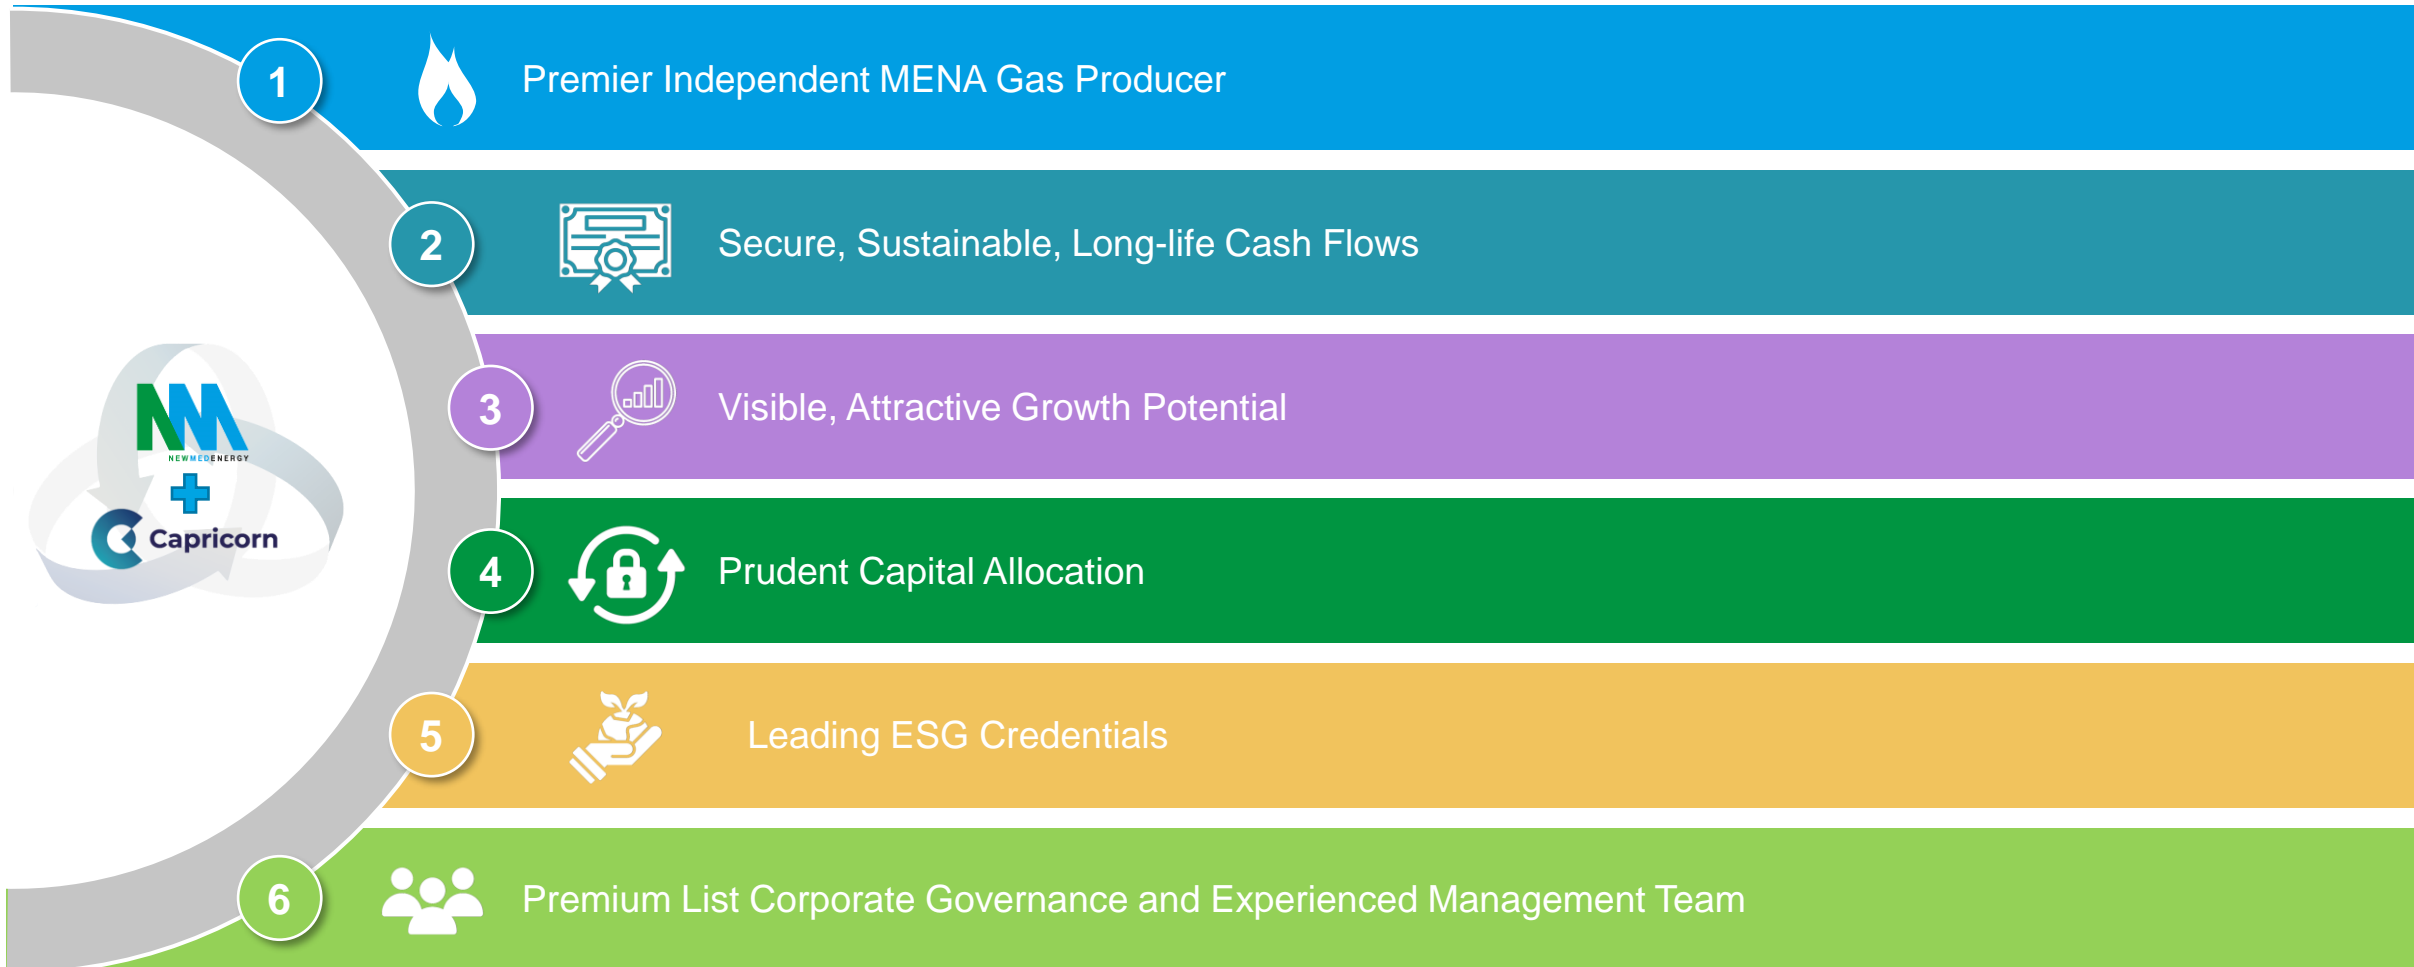 1
Premier Independent MENA Gas Producer
2
Secure, Sustainable, Long-life Cash Flows
3
Visible, Attractive Growth Potential
NEWMEDENERGY
Capricorn
4
Prudent Capital Allocation
5
Leading ESG Credentials
6
Premium List Corporate Governance and Experienced Management Team